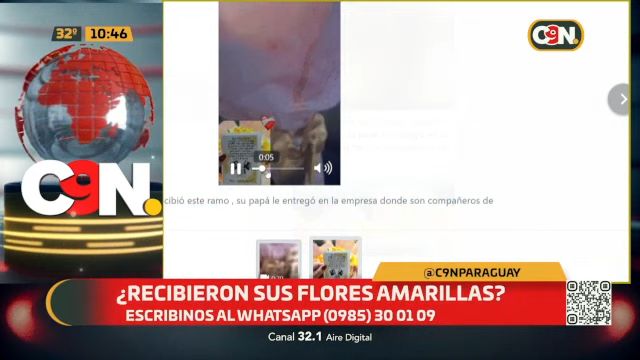 32º 10:46
C9N
C9N.
0:05
cibió este ramo , su papá le entregó en la empresa donde son compañeros de
@C9NPARAGUAY
¿RECIBIERON SUS FLORES AMARILLAS?
ESCRIBINOS AL WHATSAPP (0985) 30 01 09
Canal 32.1 Aire Digital